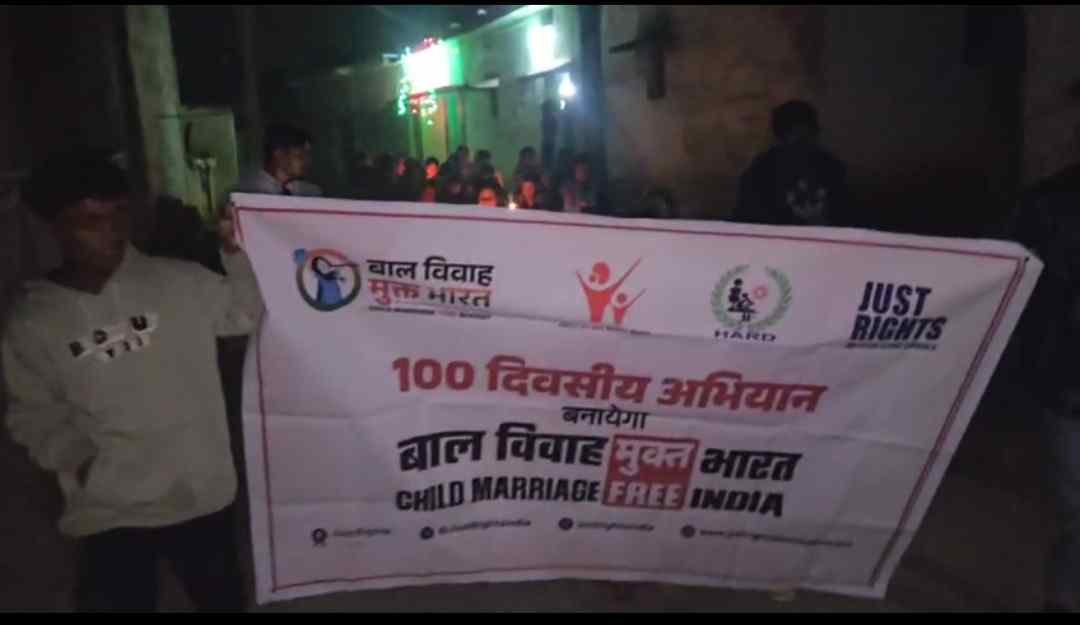 बाल विवाह
मुक्त भारत
HARD
JUST
RIGHTS
100 दिवसीय अभियान
बनायेगा
बाल विवाह मुक्त भारत
CHILD MARRIAGE FREE INDIA